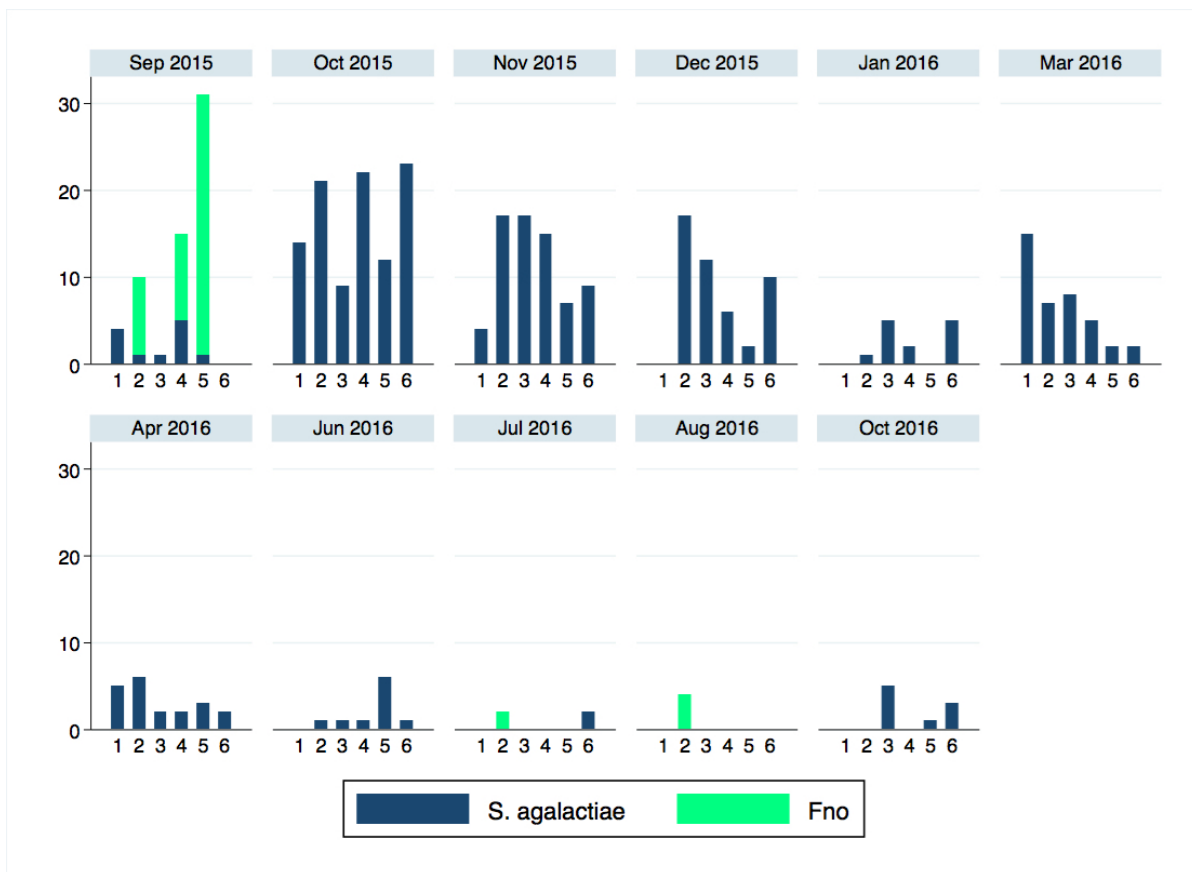 Sep 2015 Oct 2015 Nov 2015 Dec 2015 Jan 2016 Mar 2016
30
20
10
0
1 2 3 4 5 6 1 2 3 4 5 6 1 2 3 4 5 6 1 2 3 4 5 6 1 2 3 4 5 6 1 2 3 4 5 6
Apr 2016 Jun 2016 Jul 2016 Aug 2016 Oct 2016
30
20
10
0
1 2 3 4 5 6 1 2 3 4 5 6 1 2 3 4 5 6 1 2 3 4 5 6 1 2 3 4 5 6
S. agalactiae Fno